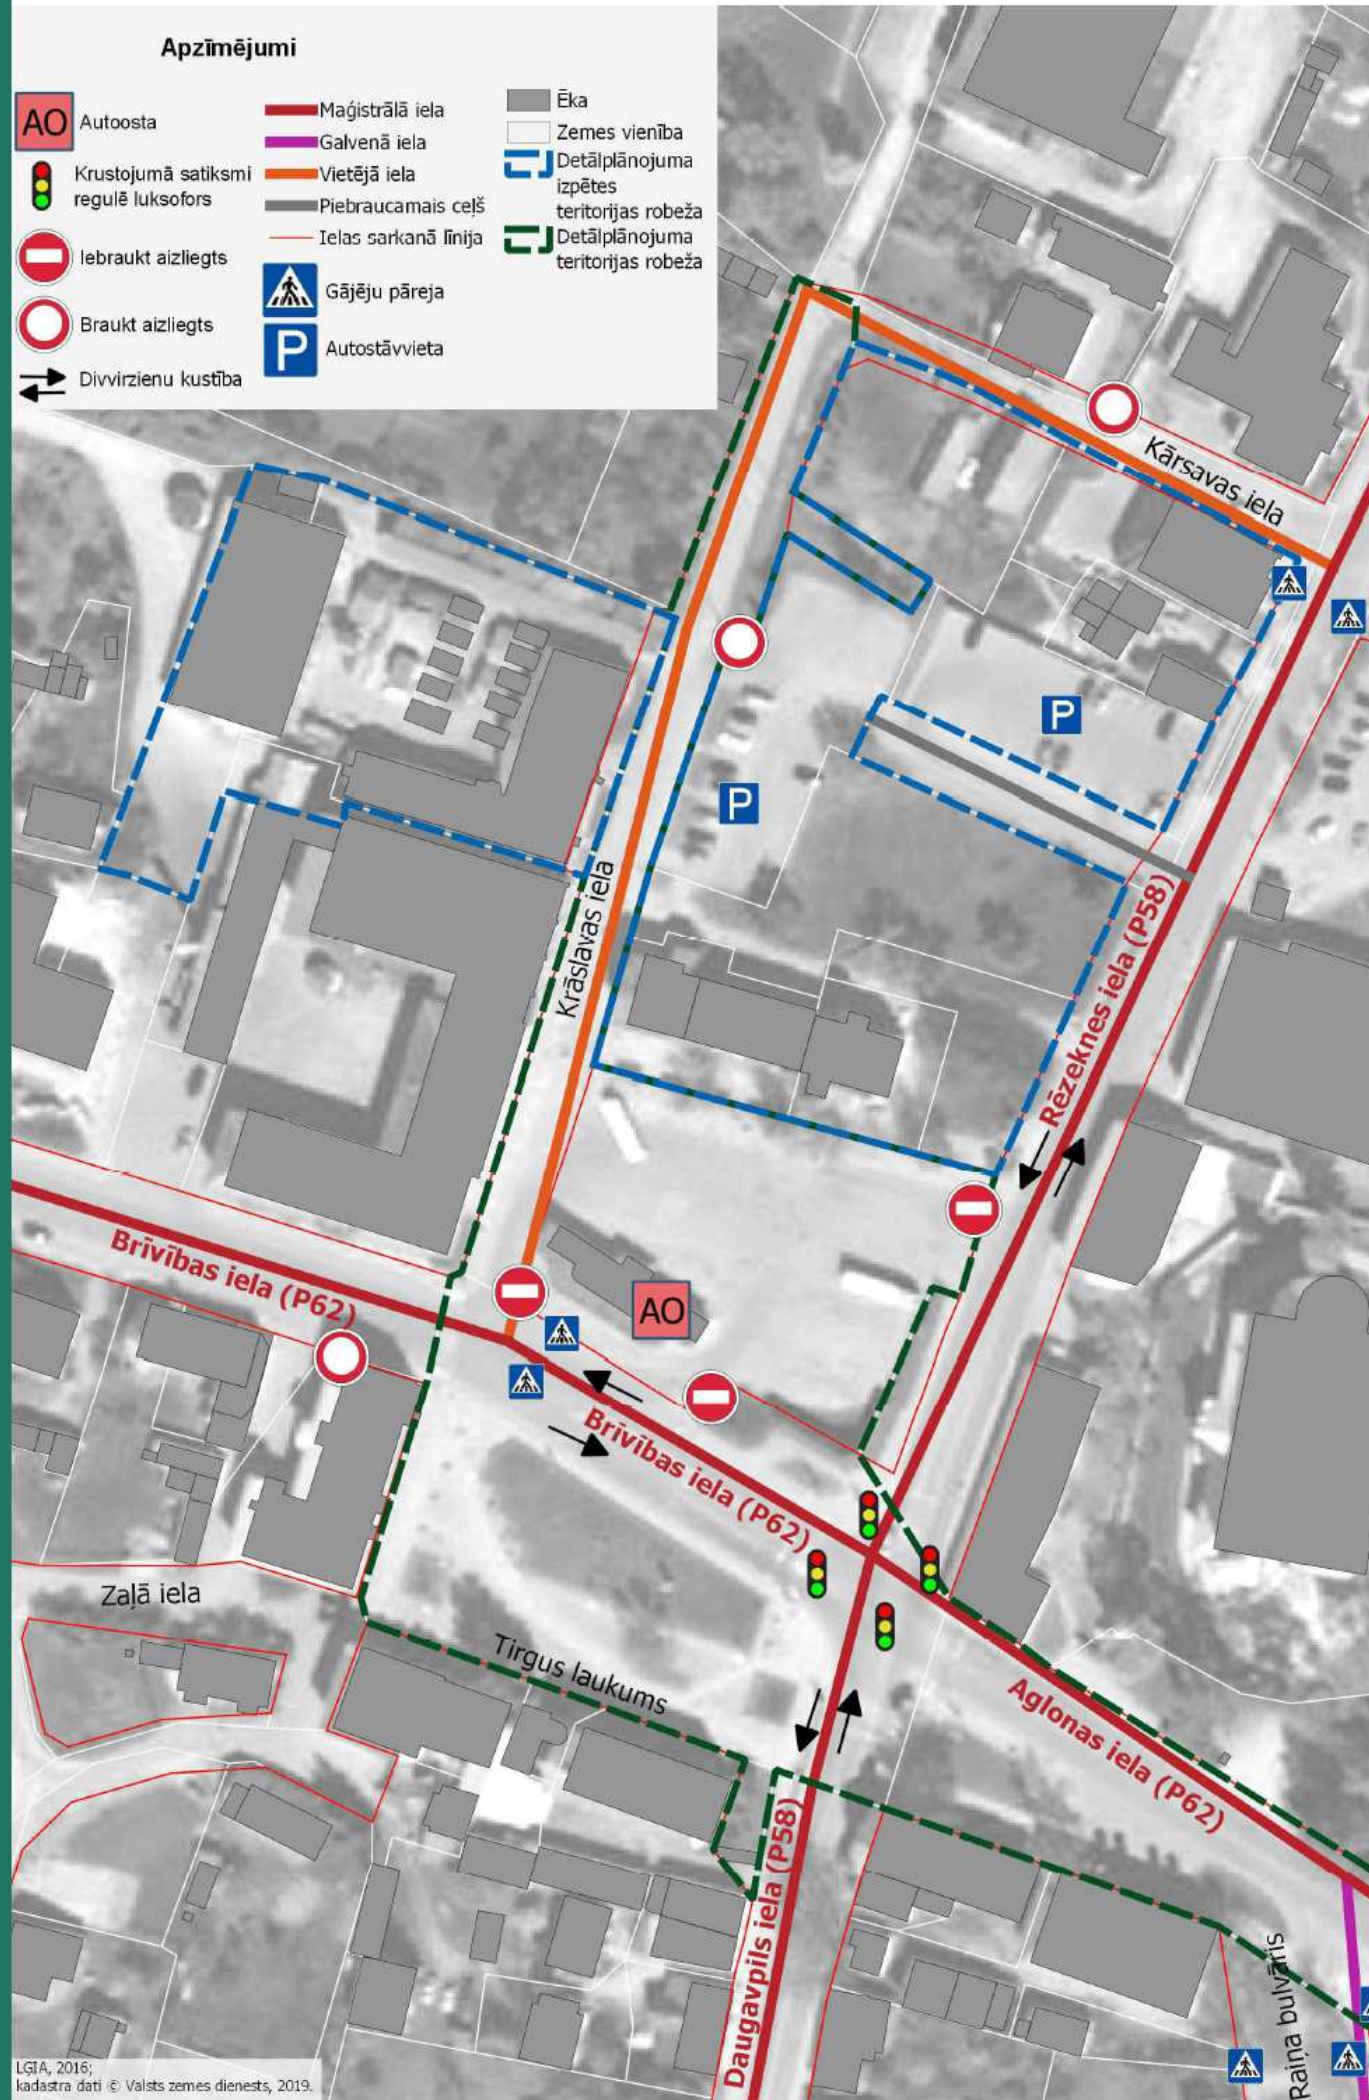 Apzīmējumi
AO Autoosta
Krustojumā satiksmi
regulē luksofors
Iebraukt aizliegts
Braukt aizliegts
Divvirzienu kustība
Maģistrālā iela
Galvenā iela
Vietējā iela
Piebraucamais ceļš
Ielas sarkanā līnija
Gājēju pāreja
P Autostāvvieta
Ēka
Zemes vienība
Detālplānojuma
izpētes
teritorijas robeža
Detālplānojuma
teritorijas robeža
Kārsavas iela
P
P
Krāslavas iela
Rēzeknes iela (P58)
Brīvības iela (P62)
AO
Brīvības iela (P62)
Zaļā iela
Tirgus laukums
Aglonas iela (P62)
Daugavpils iela (P58)
Raiņa bulvāris
LĢIA, 2016;
kadastra dati © Valsts zemes dienests, 2019.